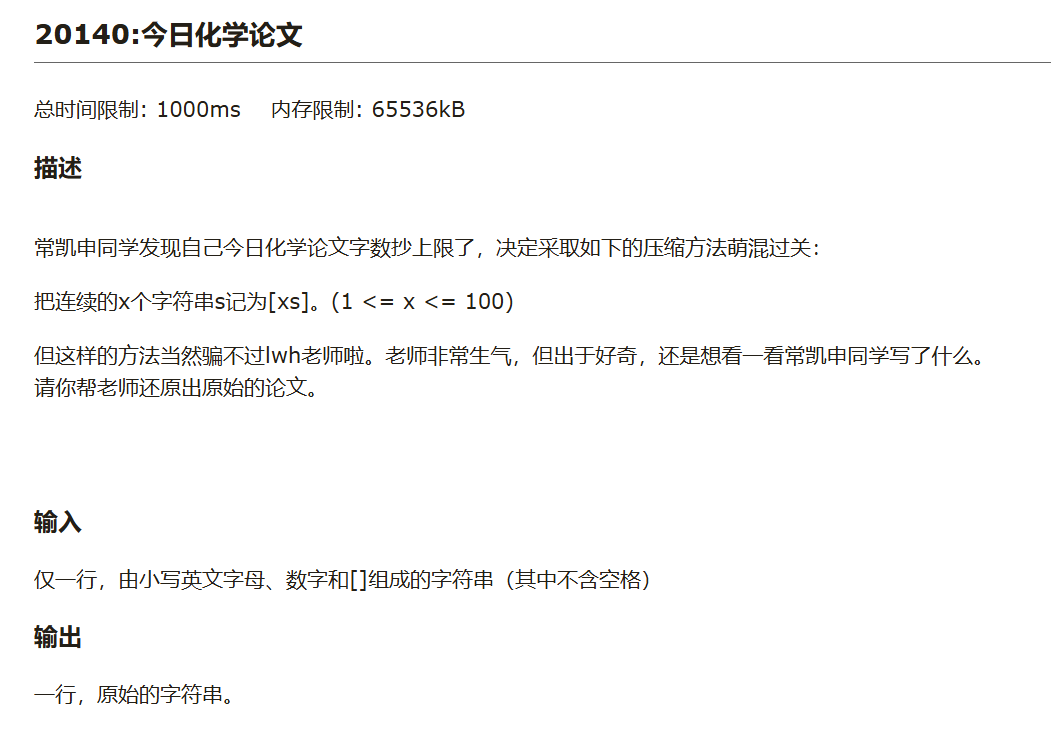 20140:今日化学论文
总时间限制: 1000ms 内存限制: 65536kB
描述
常凯申同学发现自己今日化学论文字数抄上限了，决定采取如下的压缩方法萌混过关：
把连续的x个字符串s记为[xs]。(1 <= x <= 100)
但这样的方法当然骗不过lwh老师啦。老师非常生气，但出于好奇，还是想看一看常凯申同学写了什么。
请你帮老师还原出原始的论文。
输入
仅一行，由小写英文字母、数字和[]组成的字符串（其中不含空格）
输出
一行，原始的字符串。